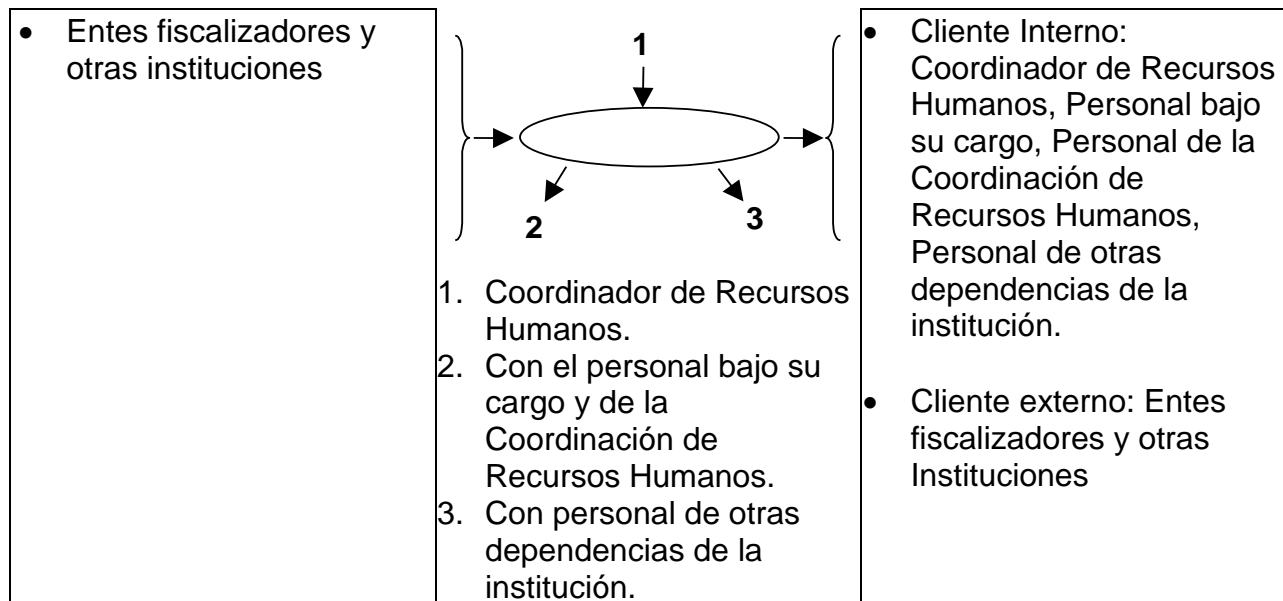 • Entes fiscalizadores y
otras instituciones
1
2
3
1. Coordinador de Recursos
Humanos.
2. Con el personal bajo su
cargo y de la
Coordinación de
Recursos Humanos.
3. Con personal de otras
dependencias de la
institución.
• Cliente Interno:
Coordinador de Recursos
Humanos, Personal bajo
su cargo, Personal de la
Coordinación de
Recursos Humanos,
Personal de otras
dependencias de la
institución.
• Cliente externo: Entes
fiscalizadores y otras
Instituciones